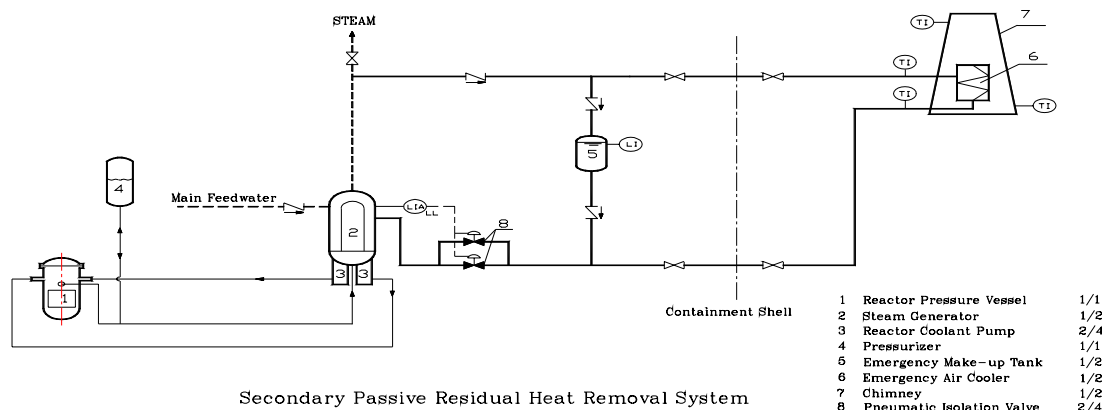 STEAM
7
TI
TI
6
TI
TI
5
LI
4
Main Feedwater
LIA
LL
8
2
3
3
1
Containment Shell
1 Reactor Pressure Vessel 1/1
2 Steam Generator 1/2
3 Reactor Coolant Pump 2/4
4 Pressurizer 1/1
5 Emergency Make-up Tank 1/2
6 Emergency Air Cooler 1/2
7 Chimney 1/2
8 Pneumatic Isolation Valve 2/4
Secondary Passive Residual Heat Removal System